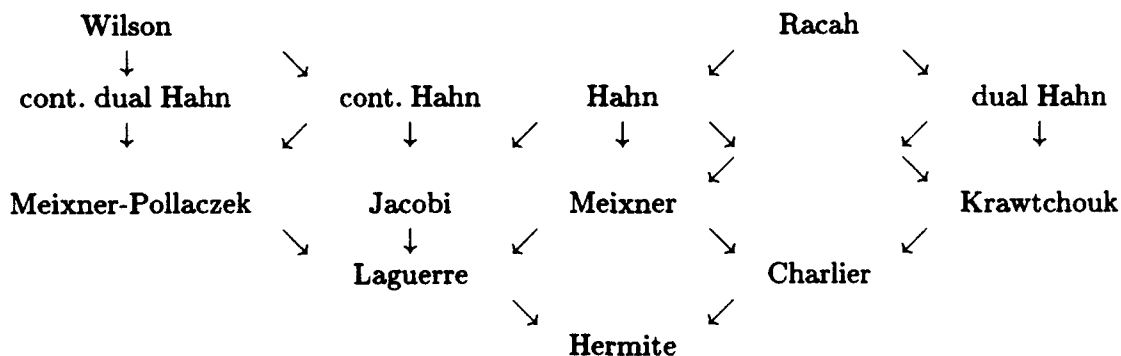 Wilson Racah
cont. dual Hahn cont. Hahn Hahn dual Hahn
Meixner-Pollaczek Jacobi Meixner Krawtchouk
Laguerre Charlier
Hermite